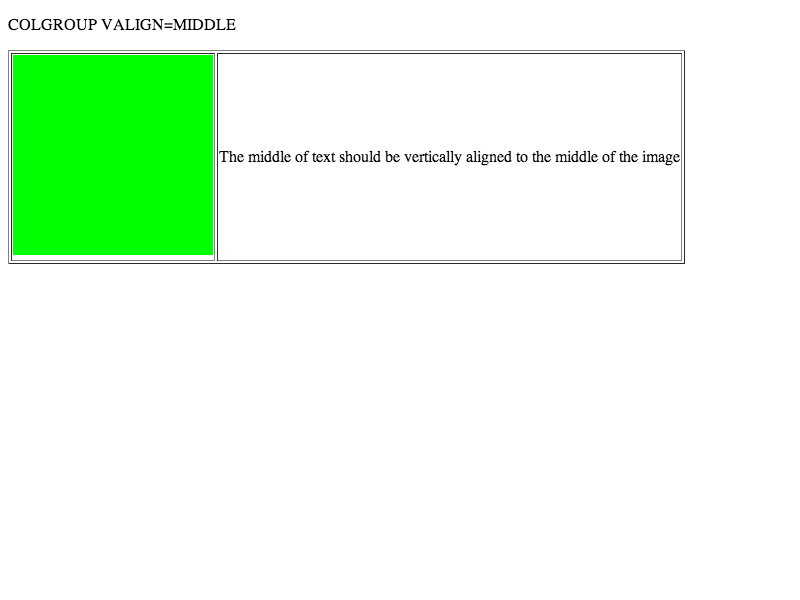 COLGROUP VALIGN=MIDDLE
The middle of text should be vertically aligned to the middle of the image